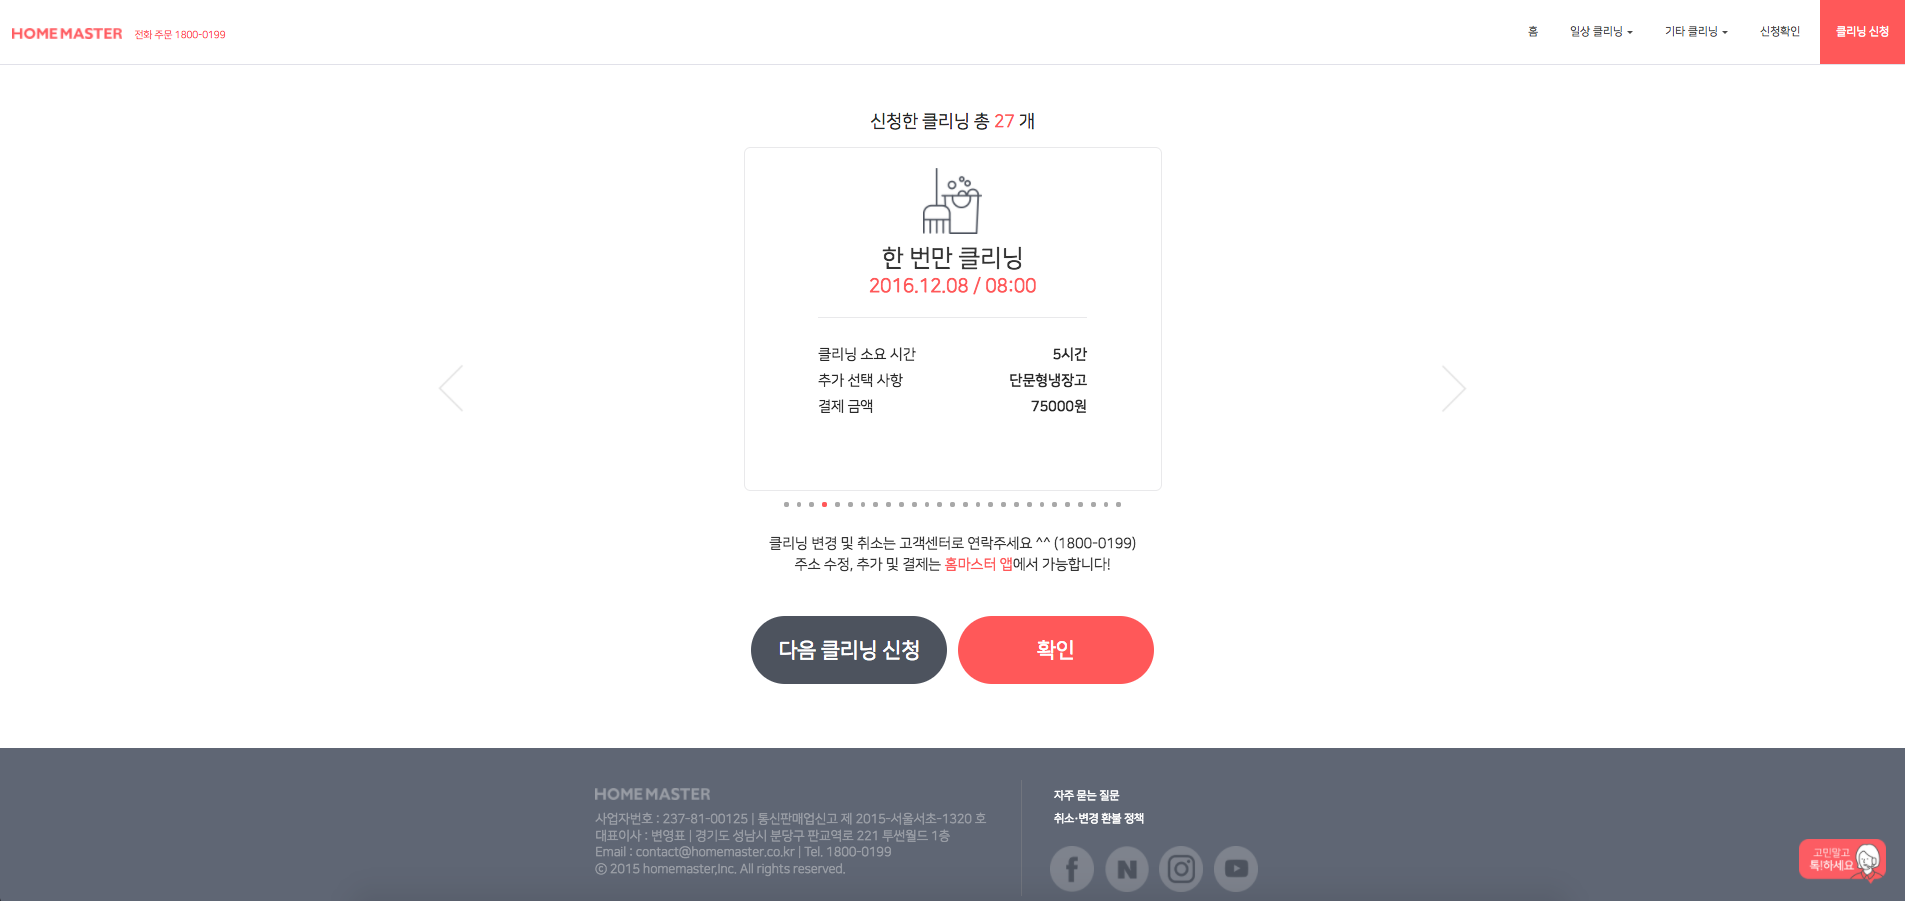 HOME MASTER 전화 주문 1800-0199
홈 일상 클리닝 기타 클리닝 신청확인 클리닝 신청
신청한 클리닝 총 27 개
한 번만 클리닝
2016.12.08 / 08:00
클리닝 소요 시간 5시간
추가 선택 사항 단문형냉장고
결제 금액 75000원
클리닝 변경 및 취소는 고객센터로 연락주세요 ^^ (1800-0199)
주소 수정, 추가 및 결제는 홈마스터 앱에서 가능합니다!
다음 클리닝 신청 확인
HOME MASTER
사업자번호 : 237-81-00125 | 통신판매업신고 제 2015-서울서초-1320 호
대표이사 : 변영표 | 경기도 성남시 분당구 판교역로 221 투썬월드 1층
Email : contact@homemaster.co.kr | Tel. 1800-0199
ⓒ 2015 homemaster,Inc. All rights reserved.
자주 묻는 질문
취소·변경 환불 정책
고민말고
톡!하세요